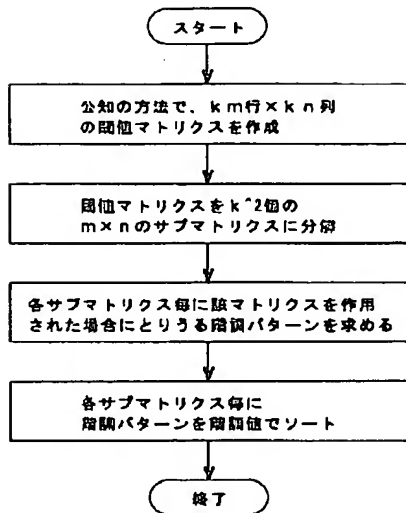 スタート
公知の方法で、km行×kn列
の閾値マトリクスを作成
閾値マトリクスをk^2個の
m×nのサブマトリクスに分解
各サブマトリクス毎に該マトリクスを作用
された場合にとりうる階調パターンを求める
各サブマトリクス毎に
階調パターンを階調値でソート
終了